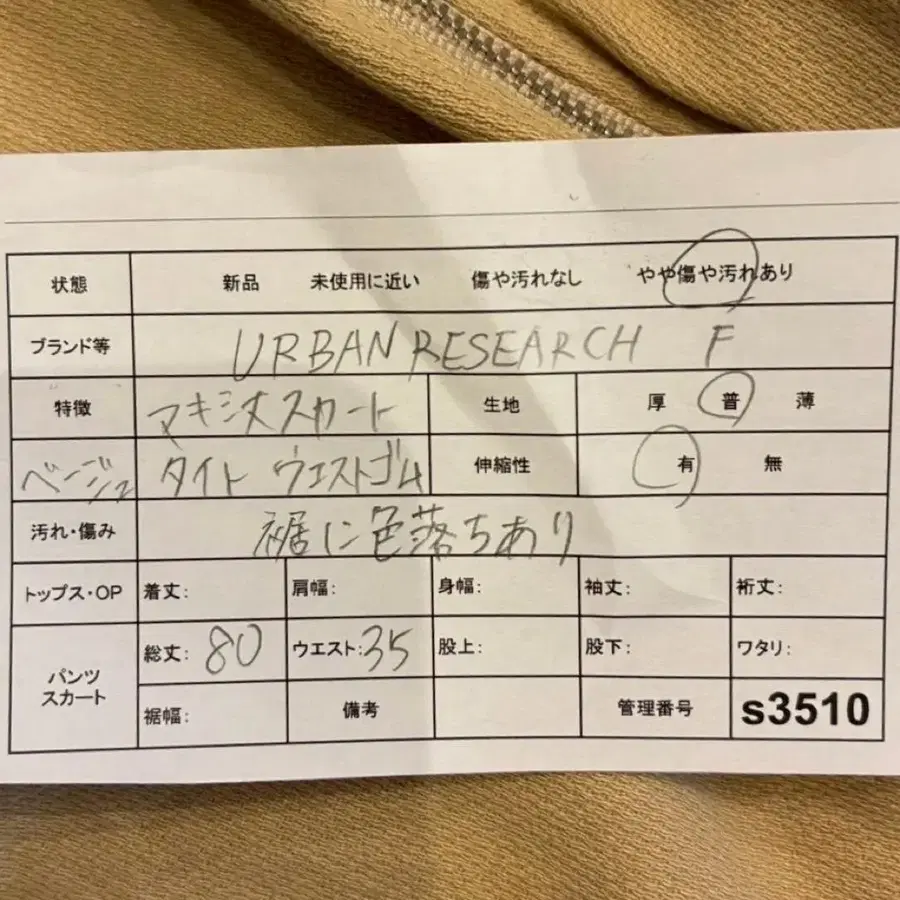 状態 新品 未使用に近い 傷や汚れなし やや傷や汚れあり
ブランド等 URBAN RESEARCH F
特徴 マキシ丈スカート 生地 厚 普 薄
ベージュ タイト ウエストゴム 伸縮性 有 無
汚れ・傷み 裾に色落ちあり
トップス・OP 着丈: 肩幅: 身幅: 袖丈: 裄丈:
パンツ スカート 総丈: 80 ウエスト: 35 股上: 股下: ワタリ:
裾幅: 備考 管理番号 s3510